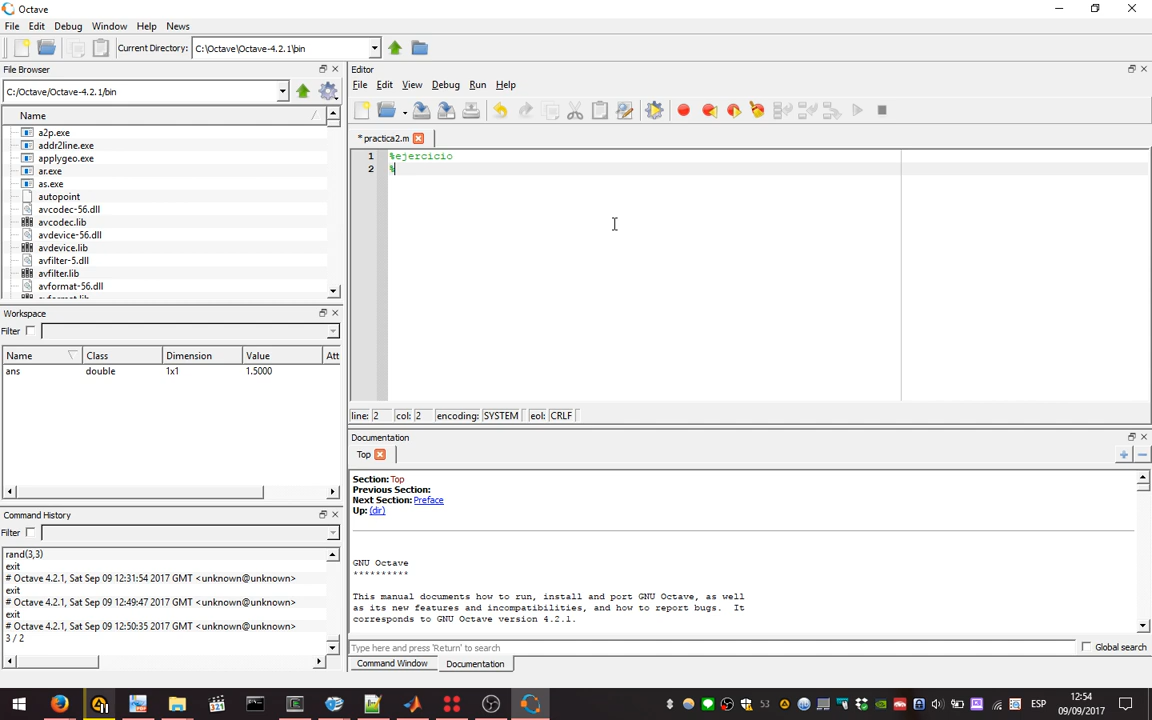 Octave
File Edit Debug Window Help News
Current Directory: C:\Octave\Octave-4.2.1\bin
File Browser
C:/Octave/Octave-4.2.1/bin
Name /
a2p.exe
addr2line.exe
applygeo.exe
ar.exe
as.exe
autopoint
avcodec-56.dll
avcodec.lib
avdevice-56.dll
avdevice.lib
avfilter-5.dll
avfilter.lib
avformat-56.dll
avformat.lib
Workspace
Filter
Name Class Dimension Value Att
ans double 1x1 1.5000
Command History
Filter
rand(3,3)
exit
# Octave 4.2.1, Sat Sep 09 12:31:54 2017 GMT <unknown@unknown>
exit
# Octave 4.2.1, Sat Sep 09 12:49:47 2017 GMT <unknown@unknown>
exit
# Octave 4.2.1, Sat Sep 09 12:50:35 2017 GMT <unknown@unknown>
3 / 2
Editor
File Edit View Debug Run Help
* practica2.m
1 %ejercicio
2 %
line: 2 col: 2 encoding: SYSTEM eol: CRLF
Documentation
Top
Section: Top
Previous Section:
Next Section: Preface
Up: (dir)
GNU Octave
**********
This manual documents how to run, install and port GNU Octave, as well
as its new features and incompatibilities, and how to report bugs. It
corresponds to GNU Octave version 4.2.1.
Type here and press 'Return' to search
Global search
Command Window Documentation
53
ESP
12:54
09/09/2017